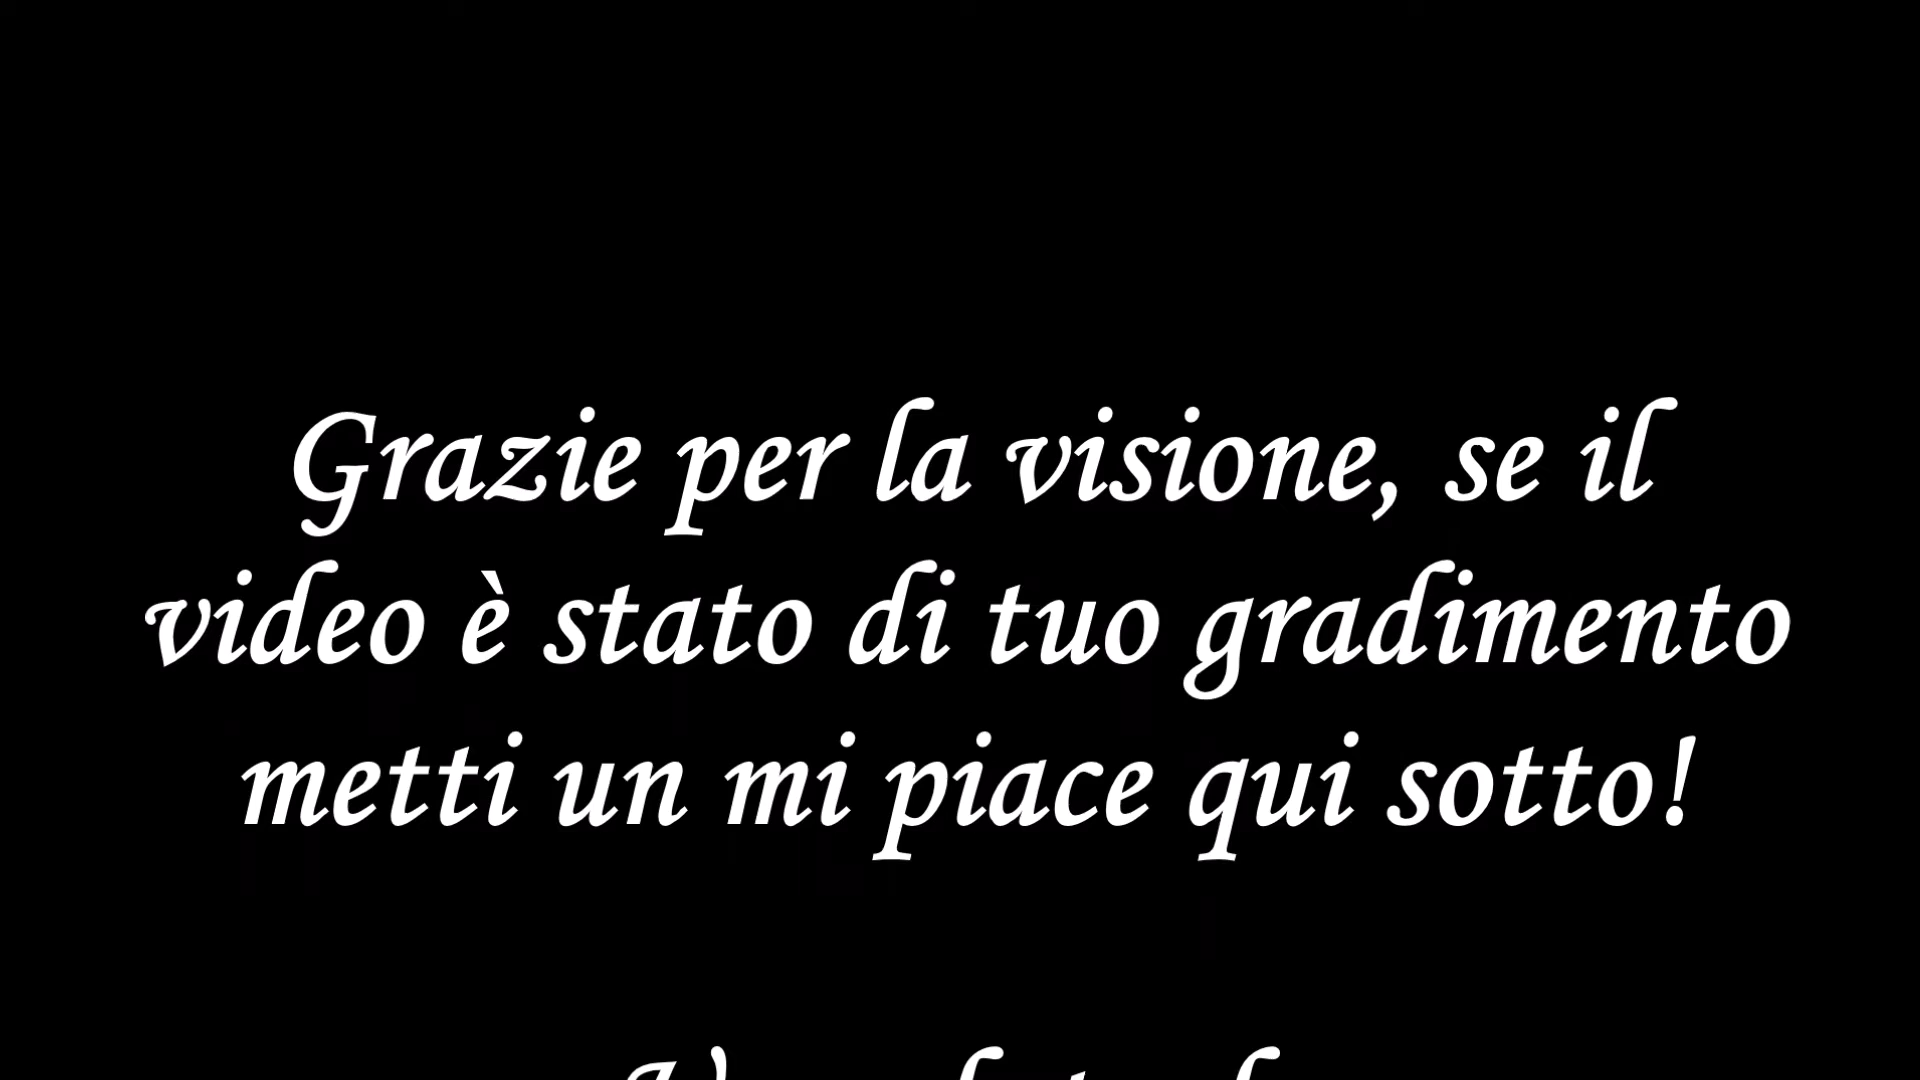 Grazie per la visione, se il
video è stato di tuo gradimento
metti un mi piace qui sotto!